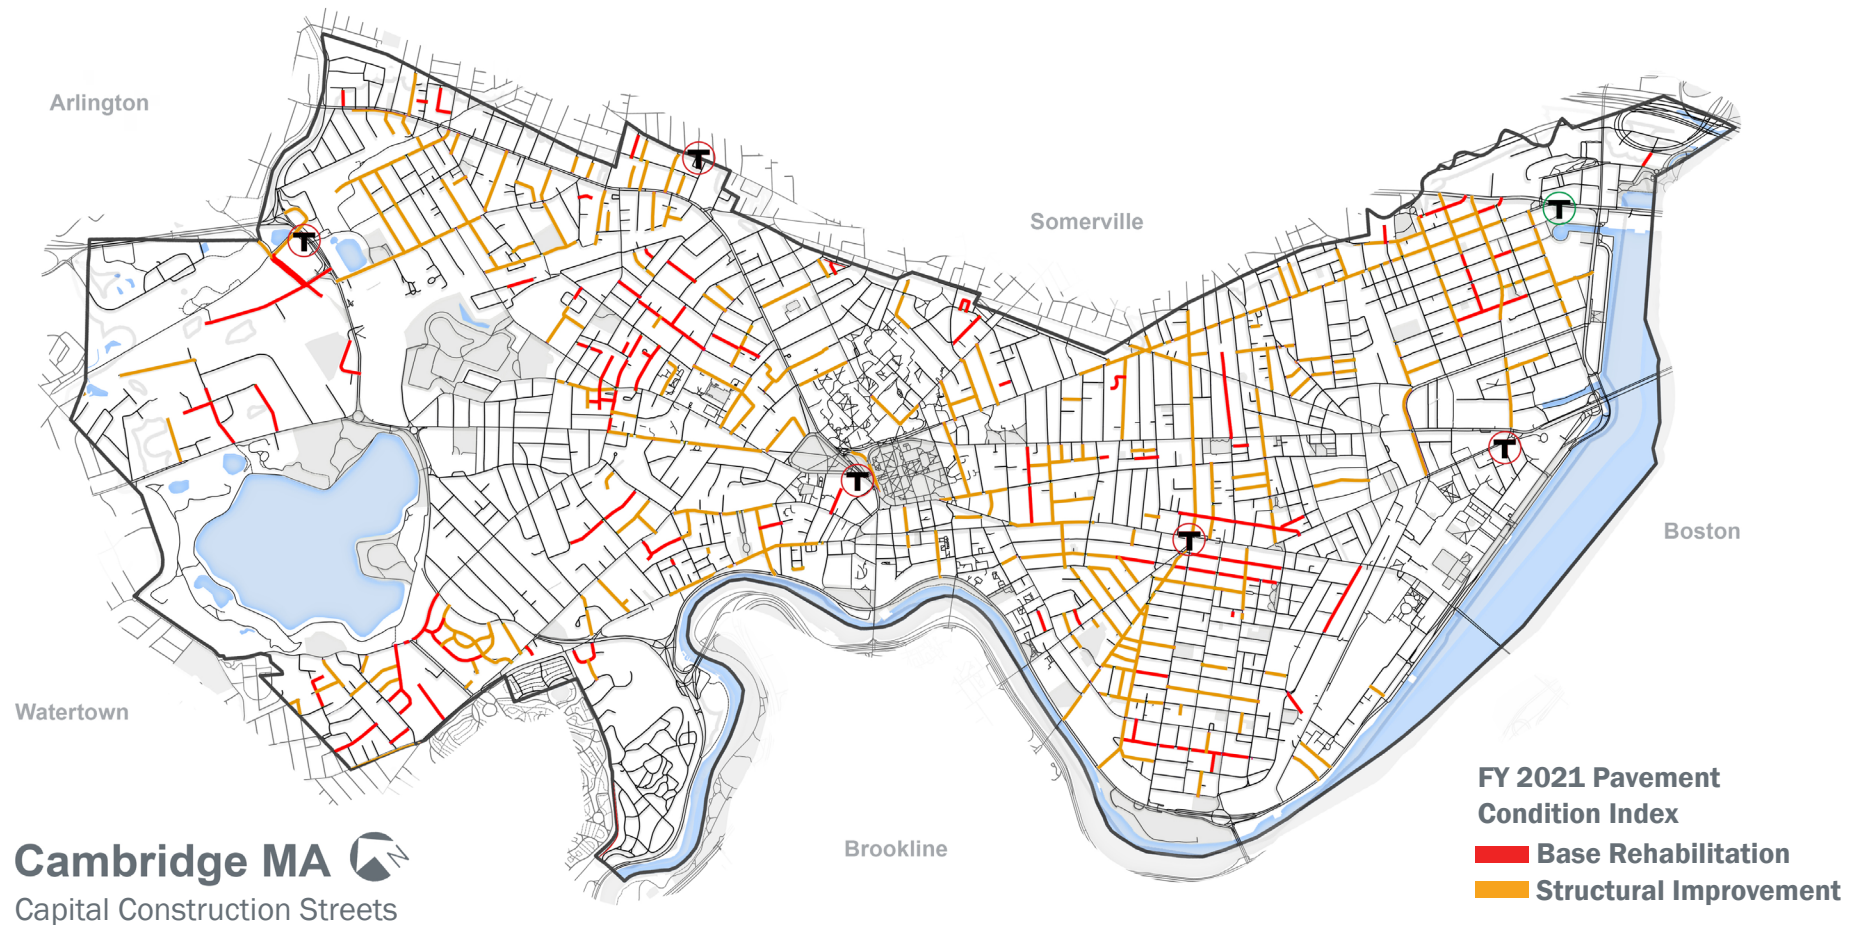 Arlington
Somerville
Boston
Watertown
Brookline
FY 2021 Pavement
Condition Index
Base Rehabilitation
Structural Improvement
Cambridge MA
N
Capital Construction Streets
T
T
T
T
T
T